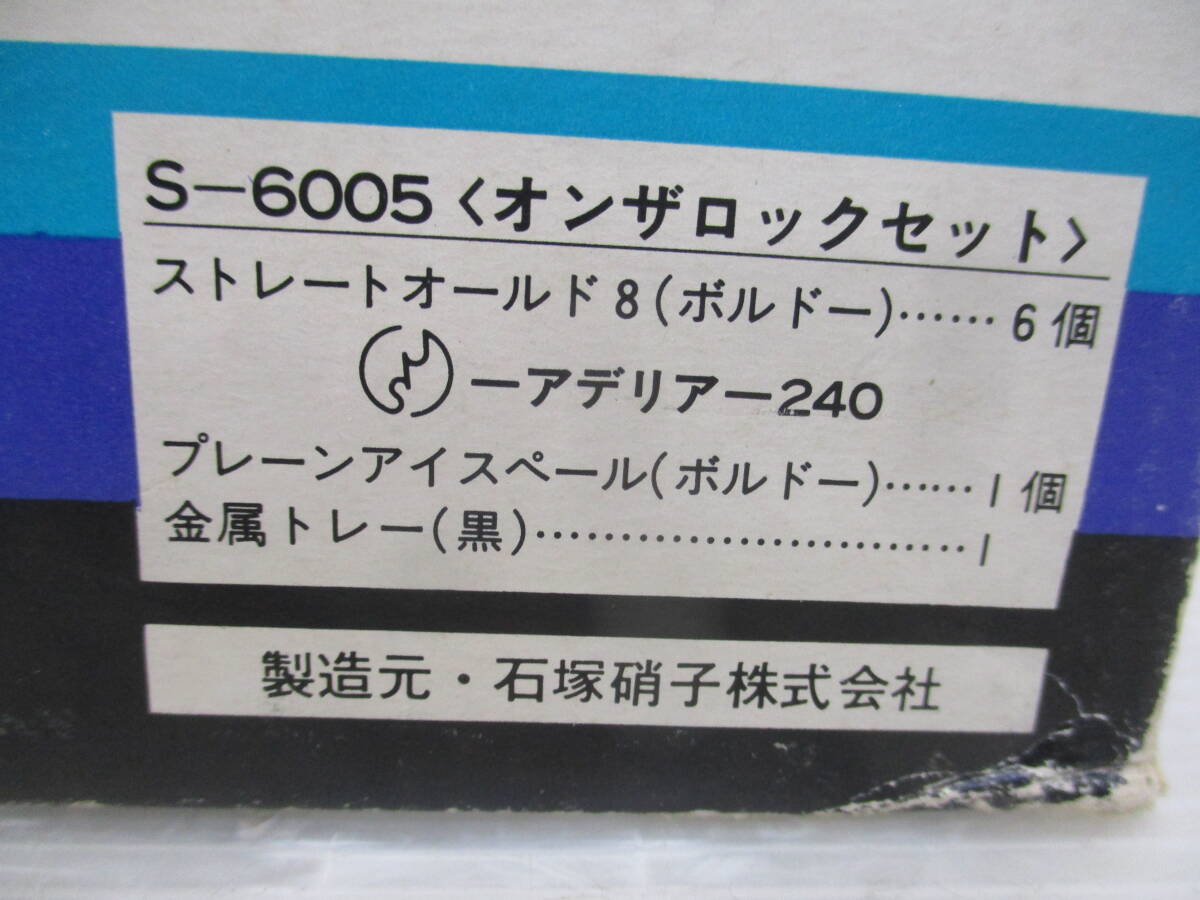 S-6005〈オンザロックセット〉
ストレートオールド8(ボルドー)……6個
ーアデリアー240
プレーンアイスペール(ボルドー)……1個
金属トレー(黒)…………………………1
製造元・石塚硝子株式会社